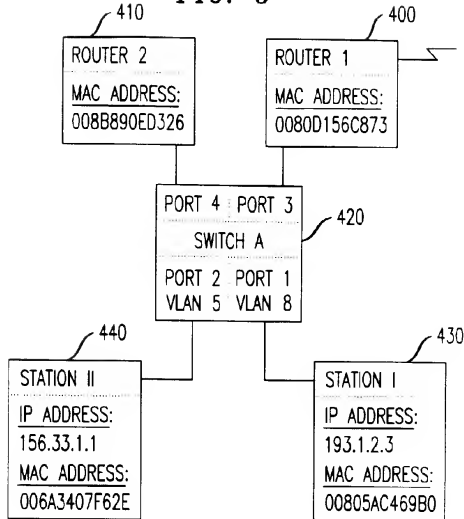 410
400
ROUTER 2
MAC ADDRESS:
008B890ED326
ROUTER 1
MAC ADDRESS:
0080D156C873
PORT 4 PORT 3
SWITCH A
PORT 2 PORT 1
VLAN 5 VLAN 8
420
440
STATION II
IP ADDRESS:
156.33.1.1
MAC ADDRESS:
006A3407F62E
430
STATION I
IP ADDRESS:
193.1.2.3
MAC ADDRESS:
00805AC469B0